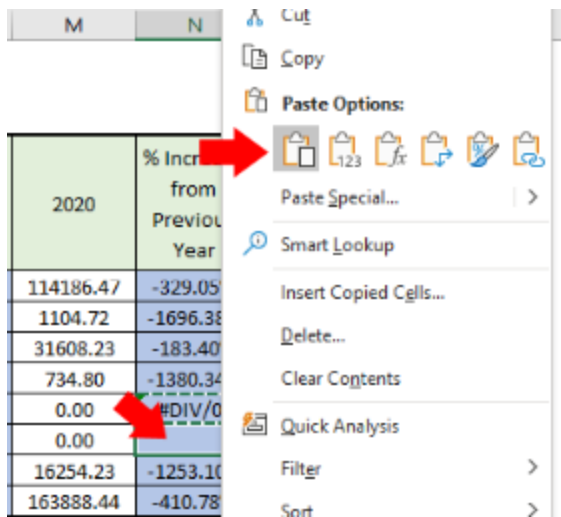 M N
Cut
Copy
Paste Options:
123 fx %
Paste Special...
Smart Lookup
Insert Copied Cells...
Delete...
Clear Contents
Quick Analysis
Filter
Sort
2020
% Incr
from
Previou
Year
114186.47 -329.05
1104.72 -1696.38
31608.23 -183.40
734.80 -1380.34
0.00 #DIV/0
0.00
16254.23 -1253.10
163888.44 -410.78